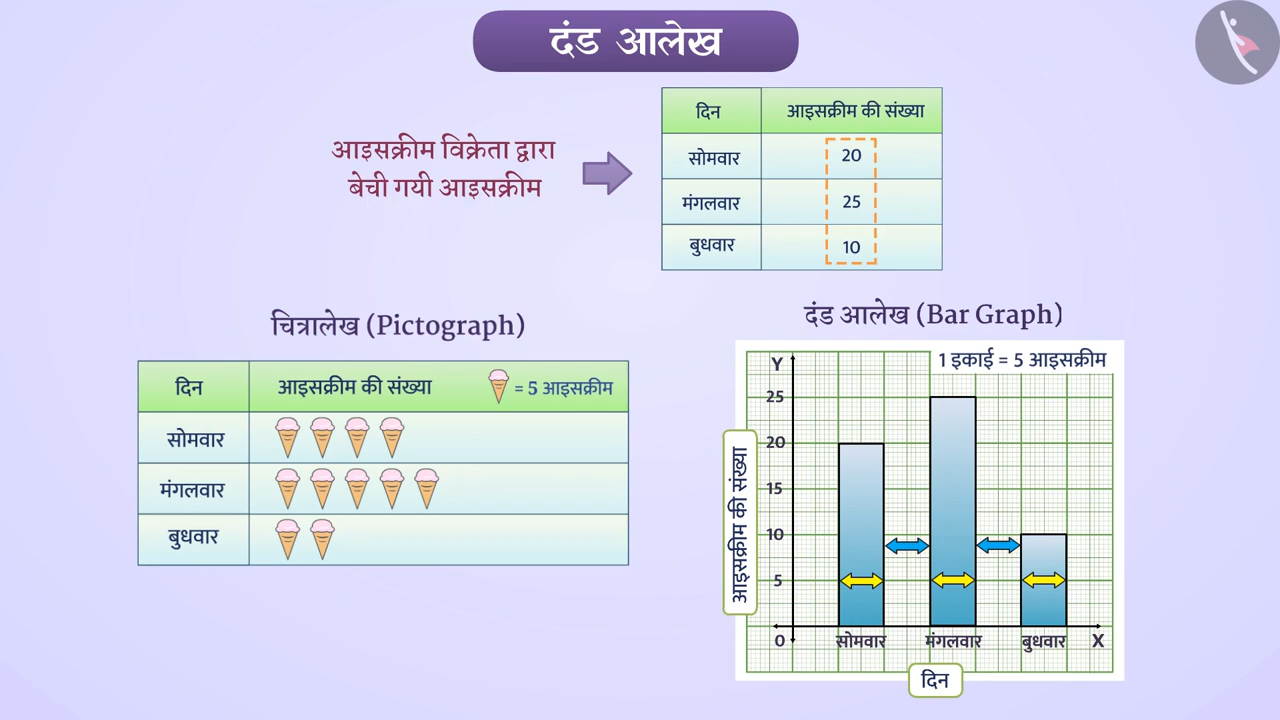 दंड आलेख
आइसक्रीम विक्रेता द्वारा
बेची गयी आइसक्रीम
दिन आइसक्रीम की संख्या
सोमवार 20
मंगलवार 25
बुधवार 10
चित्रालेख (Pictograph)
दिन आइसक्रीम की संख्या = 5 आइसक्रीम
सोमवार
मंगलवार
बुधवार
दंड आलेख (Bar Graph)
1 इकाई = 5 आइसक्रीम
Y
25
20
15
10
5
0
आइसक्रीम की संख्या
सोमवार मंगलवार बुधवार X
दिन